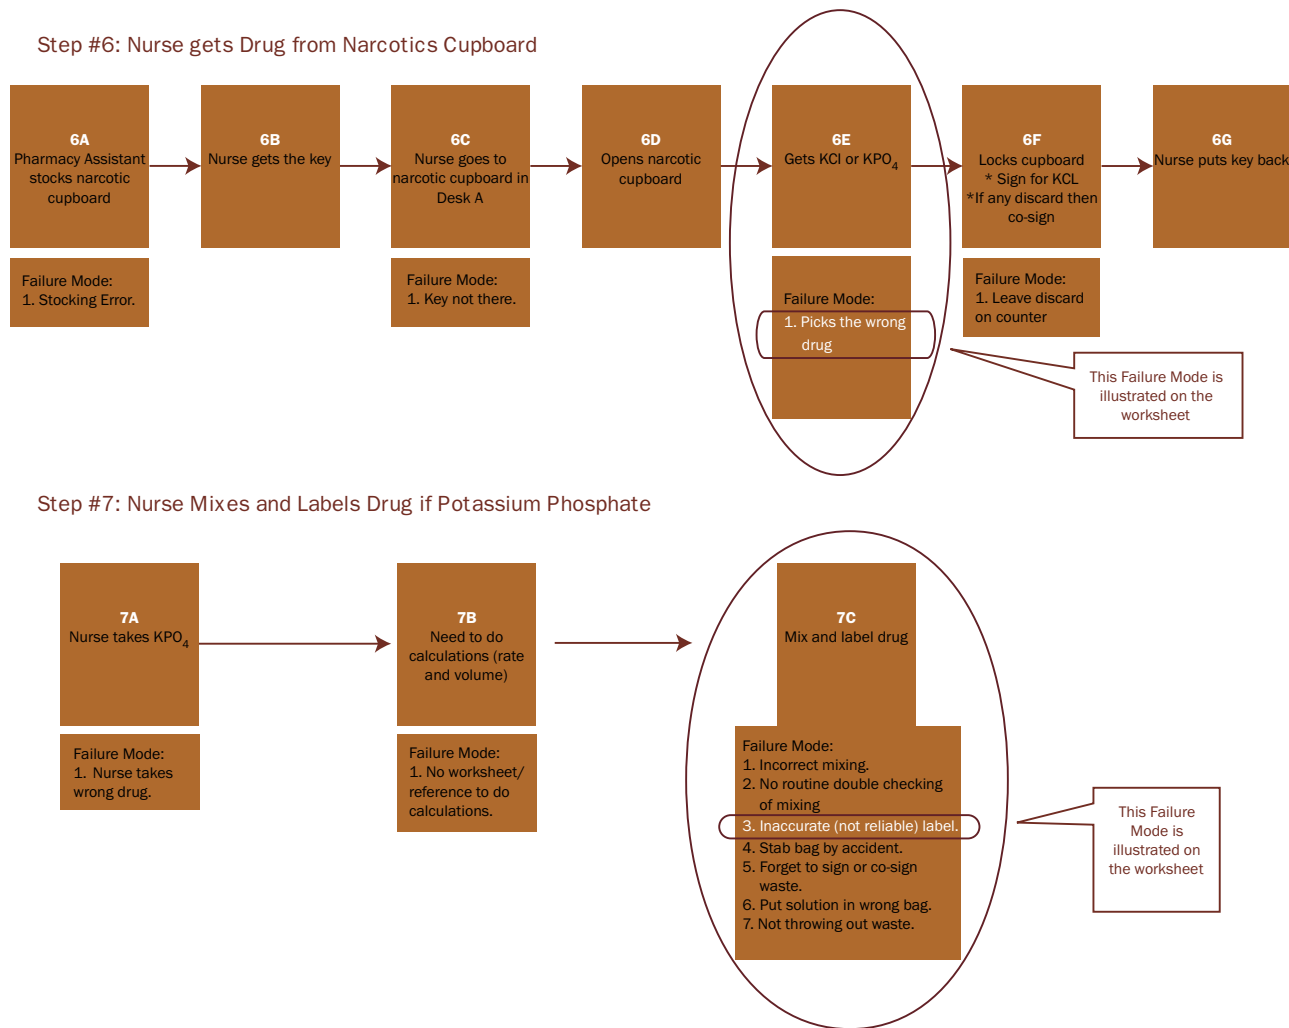 Step #6: Nurse gets Drug from Narcotics Cupboard
6A
Pharmacy Assistant
stocks narcotic
cupboard
6B
Nurse gets the key
6C
Nurse goes to
narcotic cupboard in
Desk A
6D
Opens narcotic
cupboard
6E
Gets KCl or KPO4
6F
Locks cupboard
* Sign for KCL
*If any discard then
co-sign
6G
Nurse puts key back
Failure Mode:
1. Stocking Error.
Failure Mode:
1. Key not there.
Failure Mode:
1. Picks the wrong
drug
Failure Mode:
1. Leave discard
on counter
This Failure Mode is
illustrated on the
worksheet
Step #7: Nurse Mixes and Labels Drug if Potassium Phosphate
7A
Nurse takes KPO4
7B
Need to do
calculations (rate
and volume)
7C
Mix and label drug
Failure Mode:
1. Nurse takes
wrong drug.
Failure Mode:
1. No worksheet/
reference to do
calculations.
Failure Mode:
1. Incorrect mixing.
2. No routine double checking
of mixing
3. Inaccurate (not reliable) label.
4. Stab bag by accident.
5. Forget to sign or co-sign
waste.
6. Put solution in wrong bag.
7. Not throwing out waste.
This Failure
Mode is
illustrated on
the worksheet